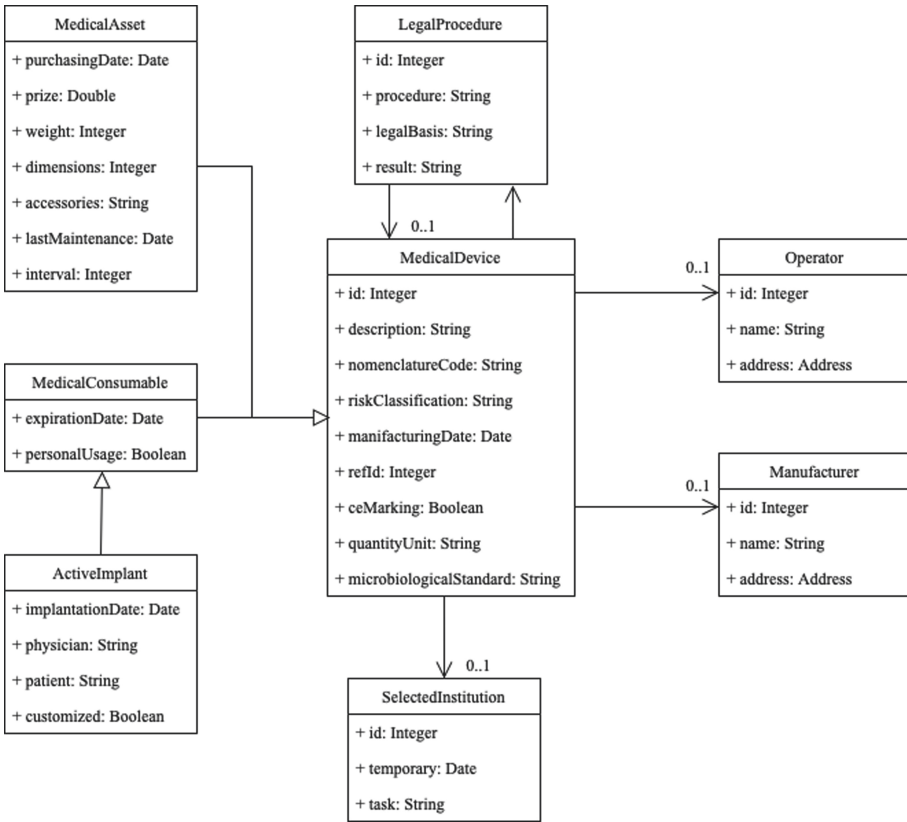 MedicalAsset
+ purchasingDate: Date
+ prize: Double
+ weight: Integer
+ dimensions: Integer
+ accessories: String
+ lastMaintenance: Date
+ interval: Integer
LegalProcedure
+ id: Integer
+ procedure: String
+ legalBasis: String
+ result: String
0..1
MedicalDevice
+ id: Integer
+ description: String
+ nomenclatureCode: String
+ riskClassification: String
+ manifacturingDate: Date
+ refId: Integer
+ ceMarking: Boolean
+ quantityUnit: String
+ microbiologicalStandard: String
0..1
Operator
+ id: Integer
+ name: String
+ address: Address
MedicalConsumable
+ expirationDate: Date
+ personalUsage: Boolean
0..1
Manufacturer
+ id: Integer
+ name: String
+ address: Address
ActiveImplant
+ implantationDate: Date
+ physician: String
+ patient: String
+ customized: Boolean
0..1
SelectedInstitution
+ id: Integer
+ temporary: Date
+ task: String